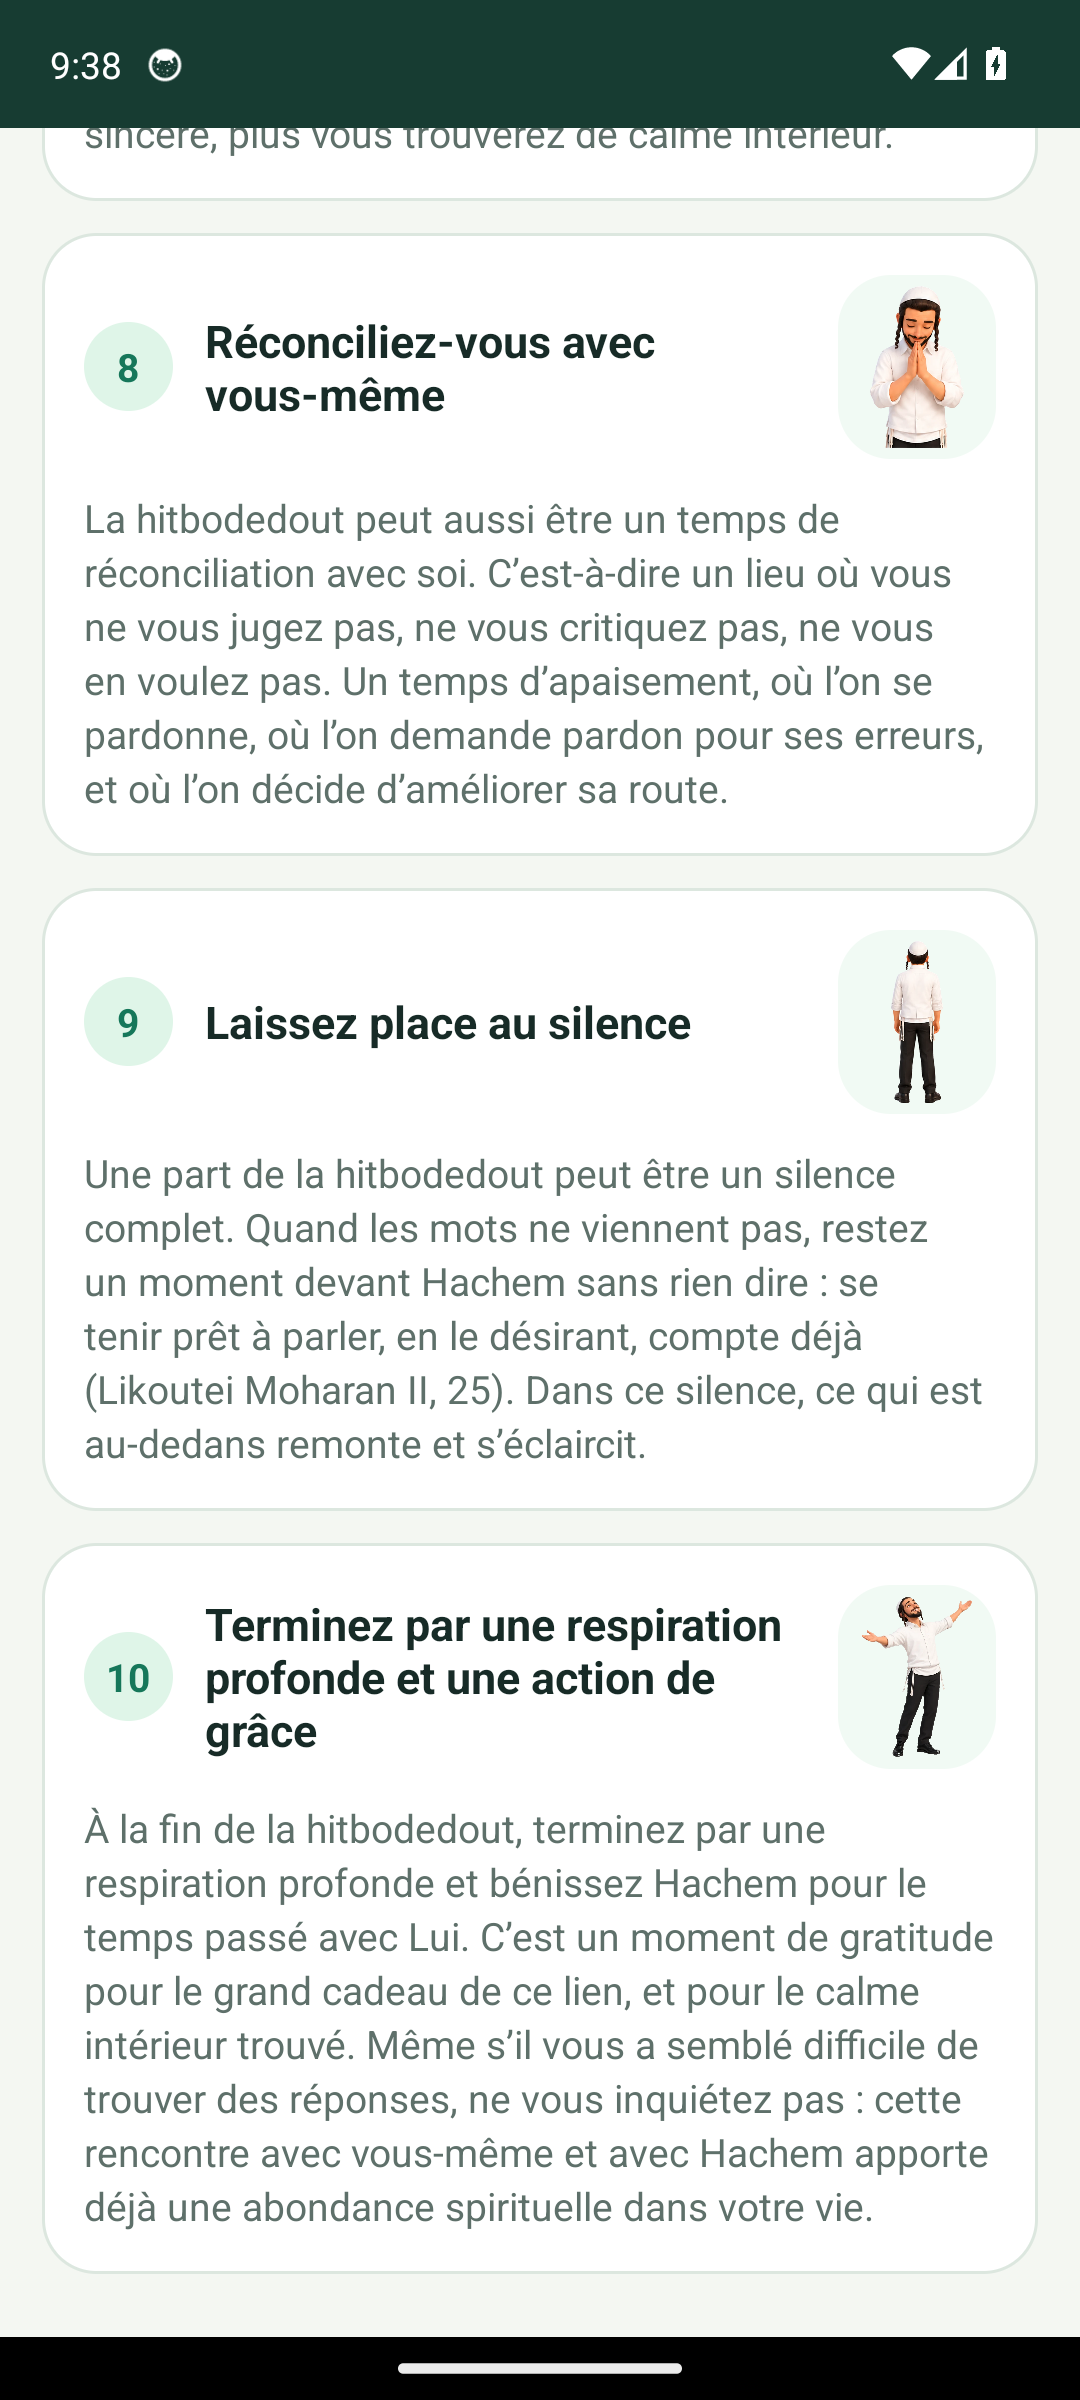 9:38
sincère, plus vous trouverez de calme intérieur.
8
Réconciliez-vous avec
vous-même
La hitbodedout peut aussi être un temps de
réconciliation avec soi. C’est-à-dire un lieu où vous
ne vous jugez pas, ne vous critiquez pas, ne vous
en voulez pas. Un temps d’apaisement, où l’on se
pardonne, où l’on demande pardon pour ses erreurs,
et où l’on décide d’améliorer sa route.
9
Laissez place au silence
Une part de la hitbodedout peut être un silence
complet. Quand les mots ne viennent pas, restez
un moment devant Hachem sans rien dire : se
tenir prêt à parler, en le désirant, compte déjà
(Likoutei Moharan II, 25). Dans ce silence, ce qui est
au-dedans remonte et s’éclaircit.
10
Terminez par une respiration
profonde et une action de
grâce
À la fin de la hitbodedout, terminez par une
respiration profonde et bénissez Hachem pour le
temps passé avec Lui. C’est un moment de gratitude
pour le grand cadeau de ce lien, et pour le calme
intérieur trouvé. Même s’il vous a semblé difficile de
trouver des réponses, ne vous inquiétez pas : cette
rencontre avec vous-même et avec Hachem apporte
déjà une abondance spirituelle dans votre vie.